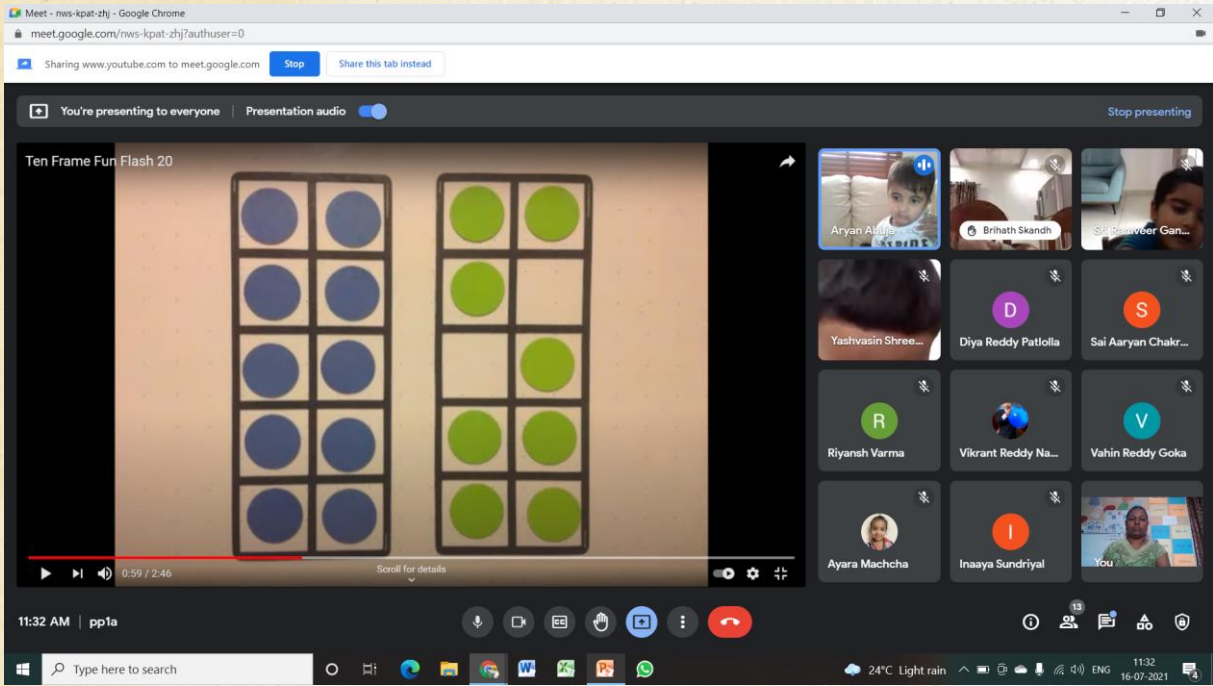 Meet - nws-kpat-zhj - Google Chrome
meet.google.com/nws-kpat-zhj?authuser=0
Sharing www.youtube.com to meet.google.com Stop Share this tab instead
You're presenting to everyone | Presentation audio Stop presenting
Ten Frame Fun Flash 20
Aryan Ahuja
Brihath Skandh
Sri Ranveer Gan...
Yashvasin Shree...
D
Diya Reddy Patlolla
S
Sai Aaryan Chakr...
R
Riyansh Varma
Vikrant Reddy Na...
V
Vahin Reddy Goka
Ayara Machcha
I
Inaaya Sundriyal
You
0:59 / 2:46
Scroll for details
11:32 AM | pp1a
13
Type here to search
24°C Light rain
ENG
11:32
16-07-2021
4